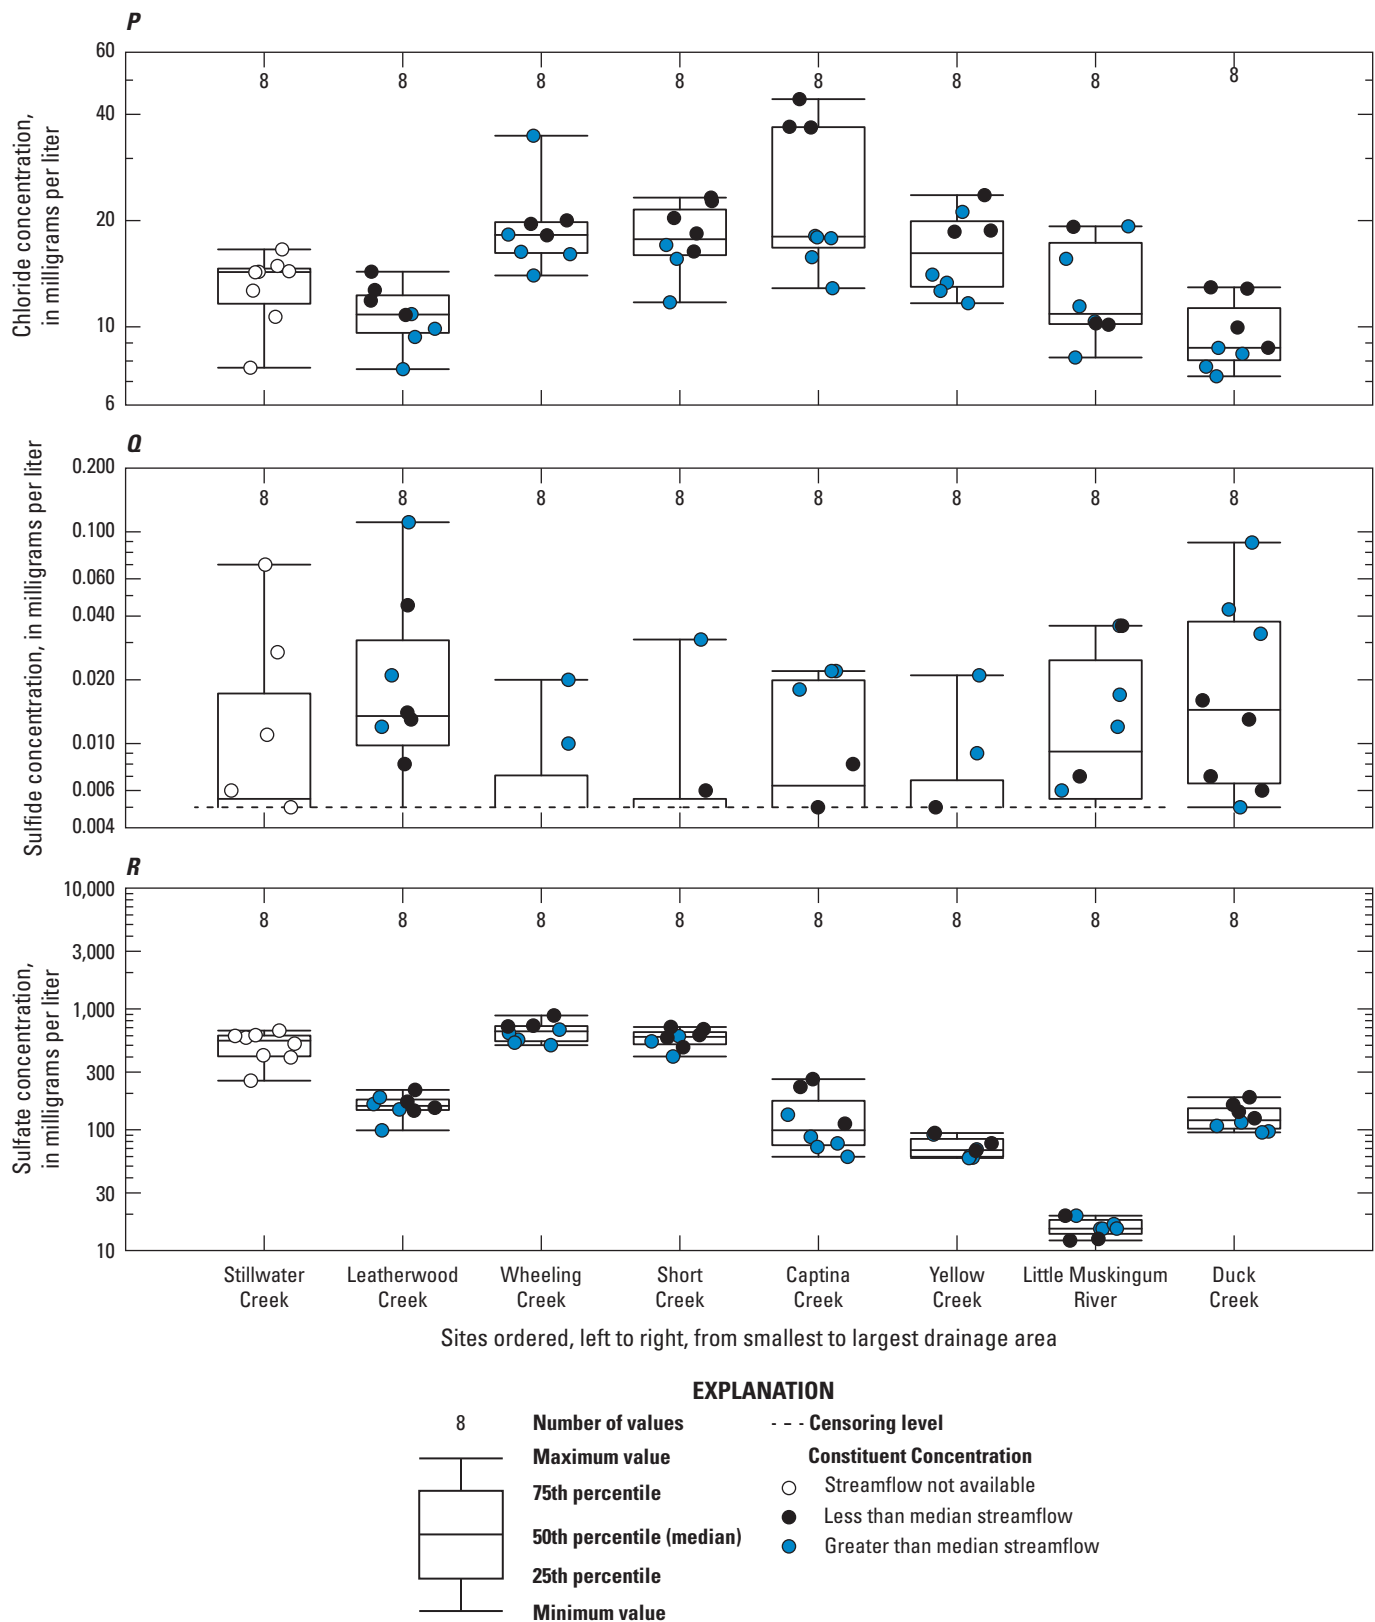 P
Chloride concentration,
in milligrams per liter
60
40
20
10
6
8 8 8 8 8 8 8 8
Q
Sulfide concentration, in milligrams per liter
0.200
0.100
0.060
0.040
0.020
0.010
0.006
0.004
8 8 8 8 8 8 8 8
R
Sulfate concentration,
in milligrams per liter
10,000
3,000
1,000
300
100
30
10
8 8 8 8 8 8 8 8
Stillwater
Creek
Leatherwood
Creek
Wheeling
Creek
Short
Creek
Captina
Creek
Yellow
Creek
Little Muskingum
River
Duck
Creek
Sites ordered, left to right, from smallest to largest drainage area
EXPLANATION
8 Number of values
Maximum value
75th percentile
50th percentile (median)
25th percentile
Minimum value
Censoring level
Constituent Concentration
Streamflow not available
Less than median streamflow
Greater than median streamflow